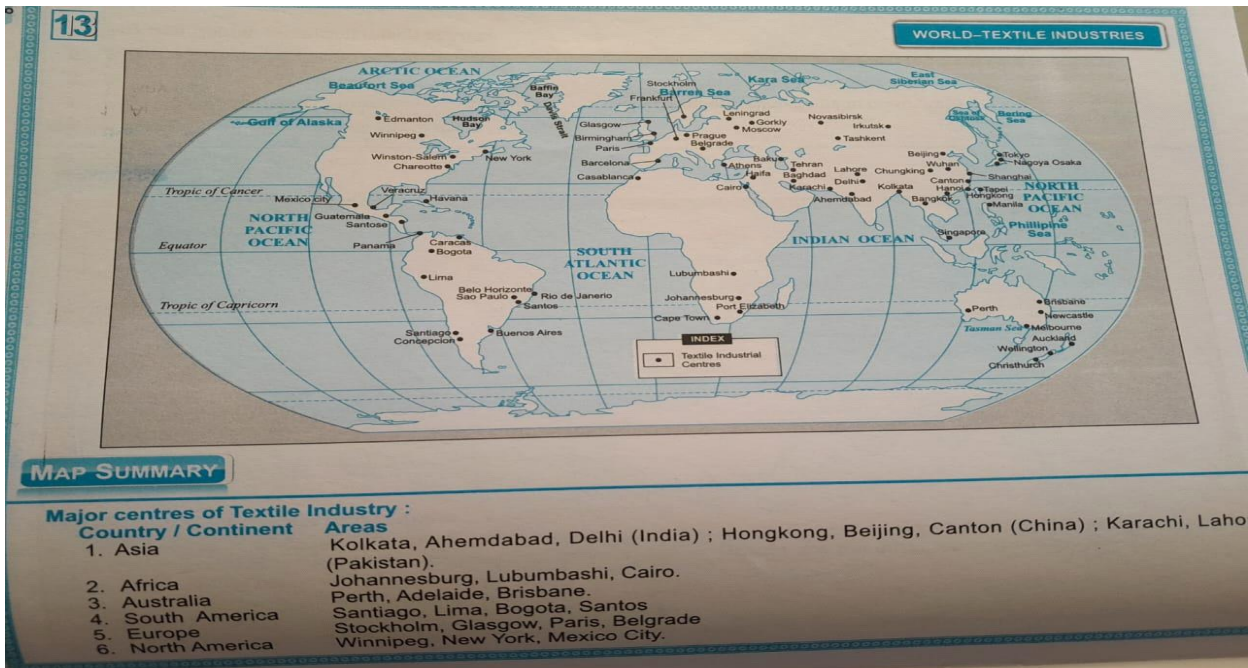 13
WORLD–TEXTILE INDUSTRIES
ARCTIC OCEAN
Beaufort Sea
Baffie
Bay
Davis Strait
Stockholm
Barren Sea
Kara Sea
East
Siberian Sea
Frankfurt
Gulf of Alaska
Edmanton
Hudson
Bay
Winnipeg
Glasgow
Birmingham
Paris
Leningrad
Gorkiy
Moscow
Novasibirsk
Irkutsk
Tashkent
Sea of
Bering
Sea
Prague
Belgrade
Winston-Salem
Chareotte
New York
Barcelona
Casablanca
Athens
Baku
Haifa
Cairo
Tehran
Baghdad
Karachi
Lahore
Delhi
Ahemdabad
Kolkata
Beijing
Wuhan
Chungking
Canton
Hanoi
Bangkok
Tokyo
Nagoya Osaka
Shanghai
Tapei
Hongkong
Manila
NORTH
PACIFIC
OCEAN
Phillipine
Sea
Singapore
Tropic of Cancer
Mexico city
Veracruz
Havana
Guatemala
Santose
NORTH
PACIFIC
OCEAN
Equator
Panama
Caracas
Bogota
Lima
SOUTH
ATLANTIC
OCEAN
INDIAN OCEAN
Belo Horizonte
Sao Paulo
Rio de Janerio
Santos
Tropic of Capricorn
Santiago
Concepcion
Buenos Aires
Lubumbashi
Johannesburg
Port Elizabeth
Cape Town
Perth
Brisbane
Newcastle
Tasman Sea
Melbourne
Auckland
Wellington
Christhurch
INDEX
Textile Industrial
Centres
MAP SUMMARY
Major centres of Textile Industry :
Country / Continent Areas
1. Asia Kolkata, Ahemdabad, Delhi (India) ; Hongkong, Beijing, Canton (China) ; Karachi, Laho
(Pakistan).
2. Africa Johannesburg, Lubumbashi, Cairo.
3. Australia Perth, Adelaide, Brisbane.
4. South America Santiago, Lima, Bogota, Santos
5. Europe Stockholm, Glasgow, Paris, Belgrade
6. North America Winnipeg, New York, Mexico City.